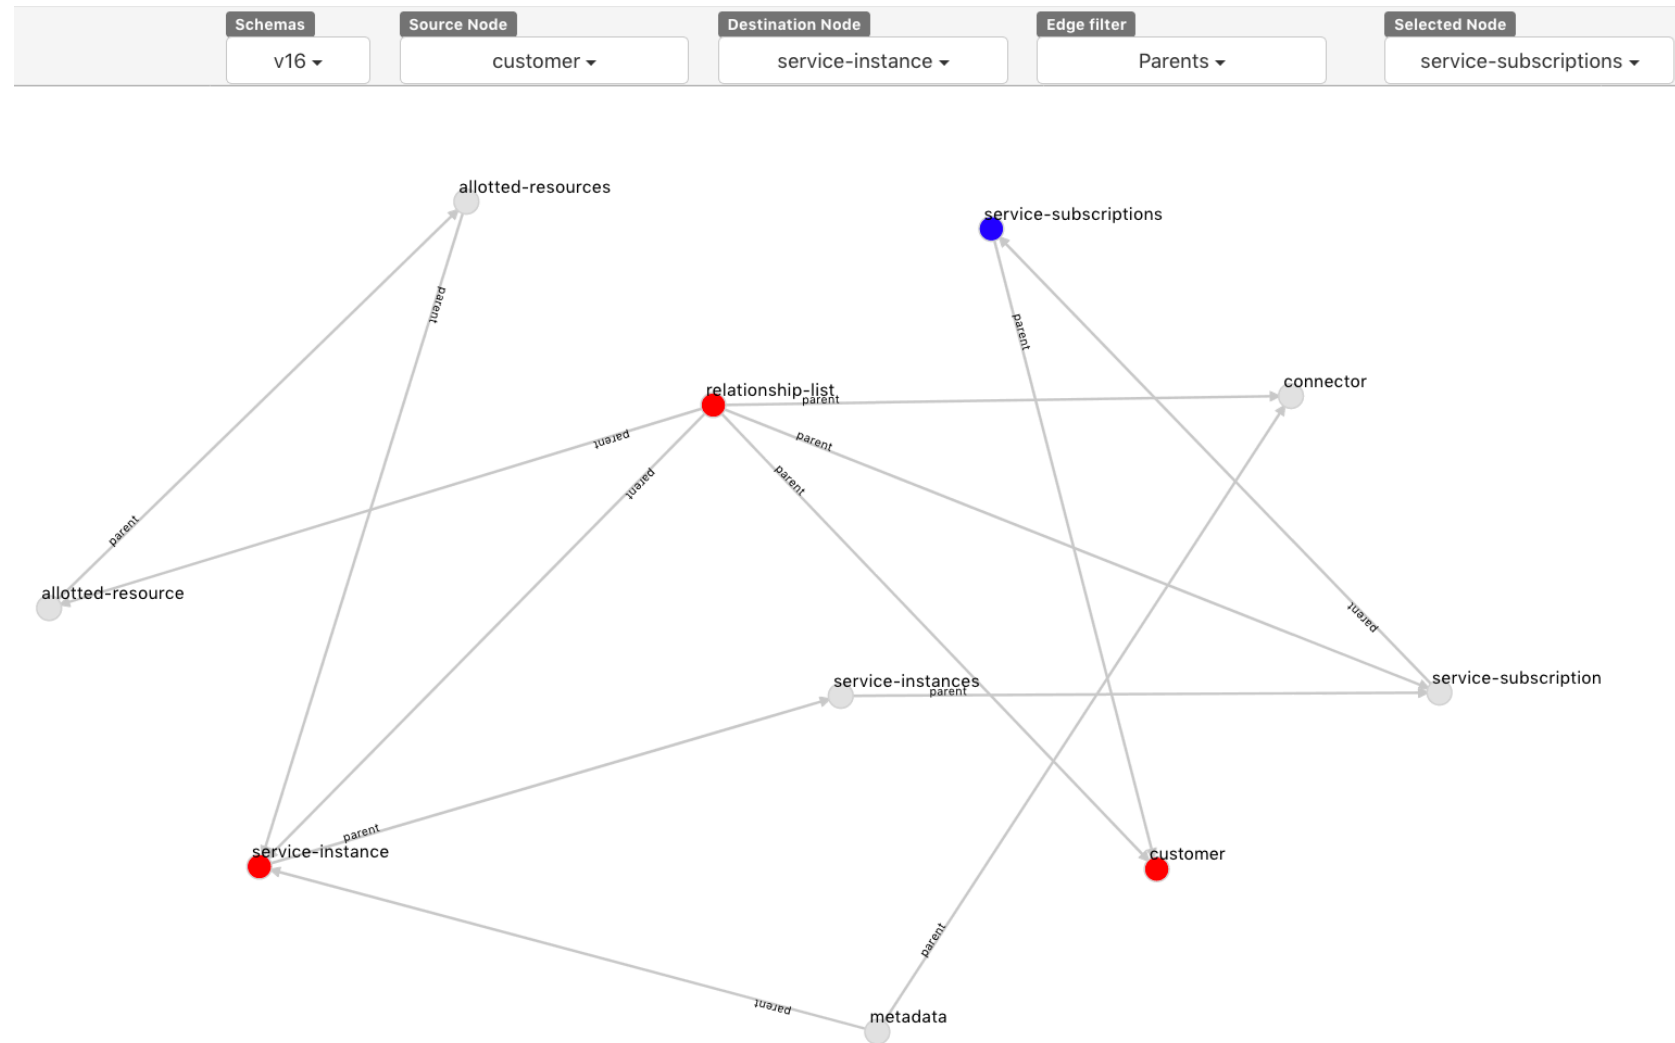 Schemas Source Node Destination Node Edge filter Selected Node
v16 customer service-instance Parents service-subscriptions
allotted-resources
service-subscriptions
parent
parent
connector
relationship-list
parent
parent
parent
parent
parent
parent
allotted-resource
parent
service-subscription
service-instances
parent
parent
service-instance
customer
parent
parent
metadata